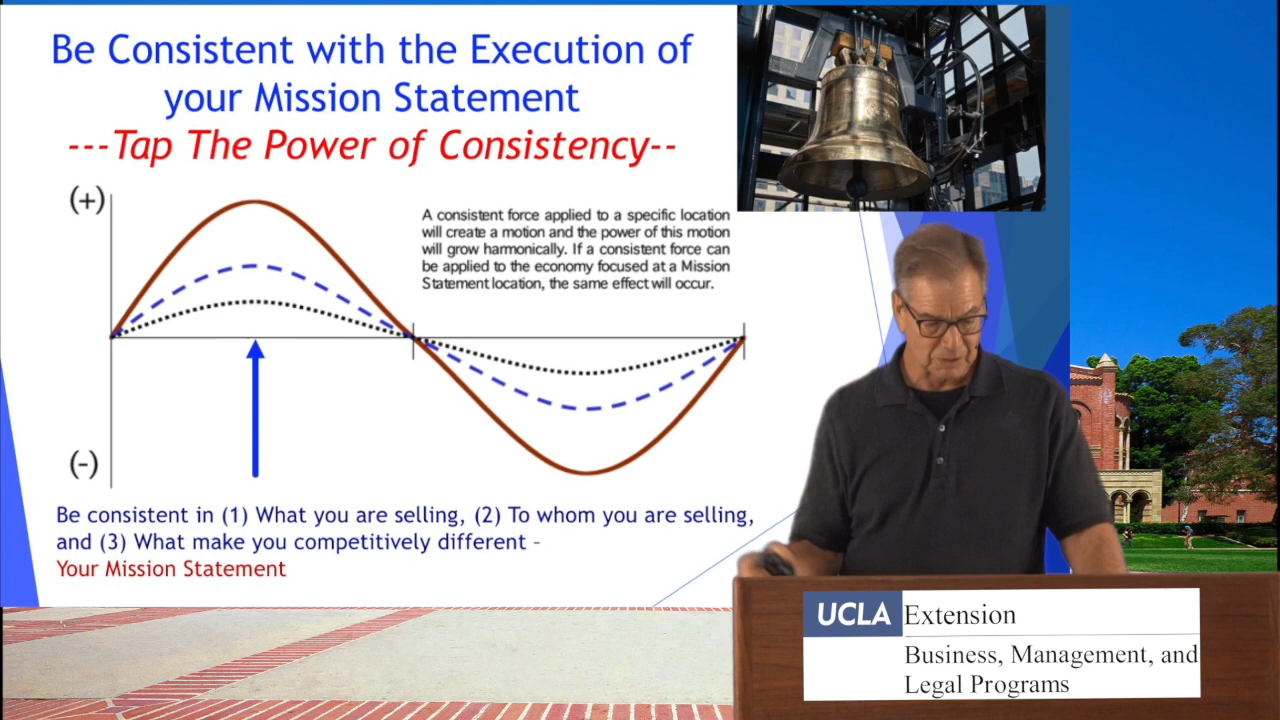 Be Consistent with the Execution of
your Mission Statement
---Tap The Power of Consistency--
(+)
A consistent force applied to a specific location
will create a motion and the power of this motion
will grow harmonically. If a consistent force can
be applied to the economy focused at a Mission
Statement location, the same effect will occur.
(-)
Be consistent in (1) What you are selling, (2) To whom you are selling,
and (3) What make you competitively different –
Your Mission Statement
UCLA Extension
Business, Management, and
Legal Programs